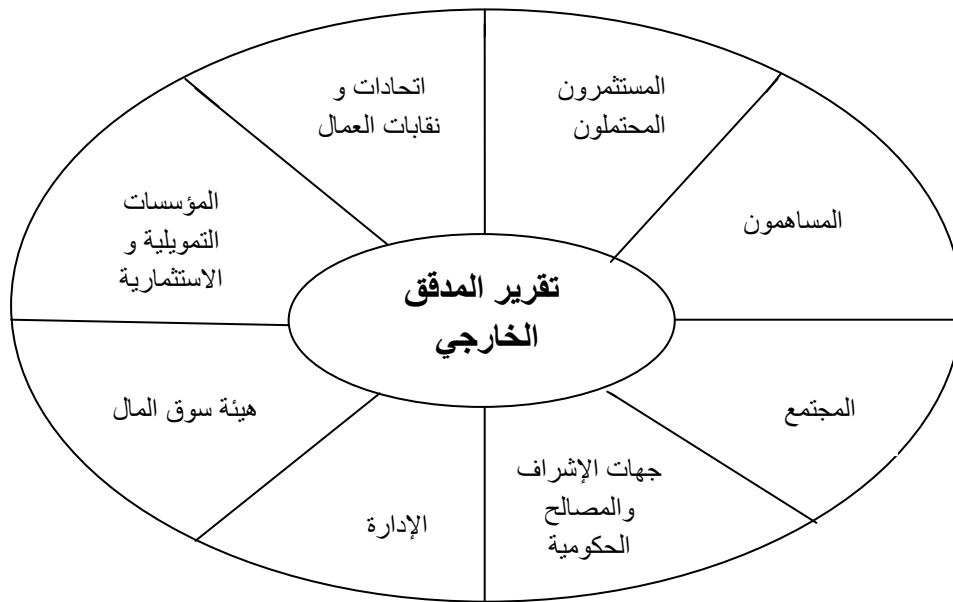 اتحادات و
نقابات العمال
المستثمرون
المحتملون
المؤسسات
التمويلية و
الاستثمارية
المساهمون
تقرير المدقق
الخارجي
هيئة سوق المال
المجتمع
الإدارة
جهات الإشراف
والمصالح
الحكومية